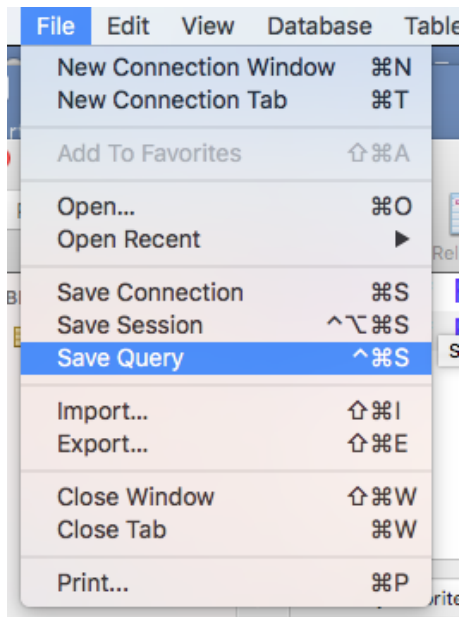 File Edit View Database Table
New Connection Window ⌘N
New Connection Tab ⌘T
Add To Favorites ⇧⌘A
Open... ⌘O
Open Recent ▶
Save Connection ⌘S
Save Session ^⌥⌘S
Save Query ^⌘S
Import... ⇧⌘I
Export... ⇧⌘E
Close Window ⇧⌘W
Close Tab ⌘W
Print... ⌘P